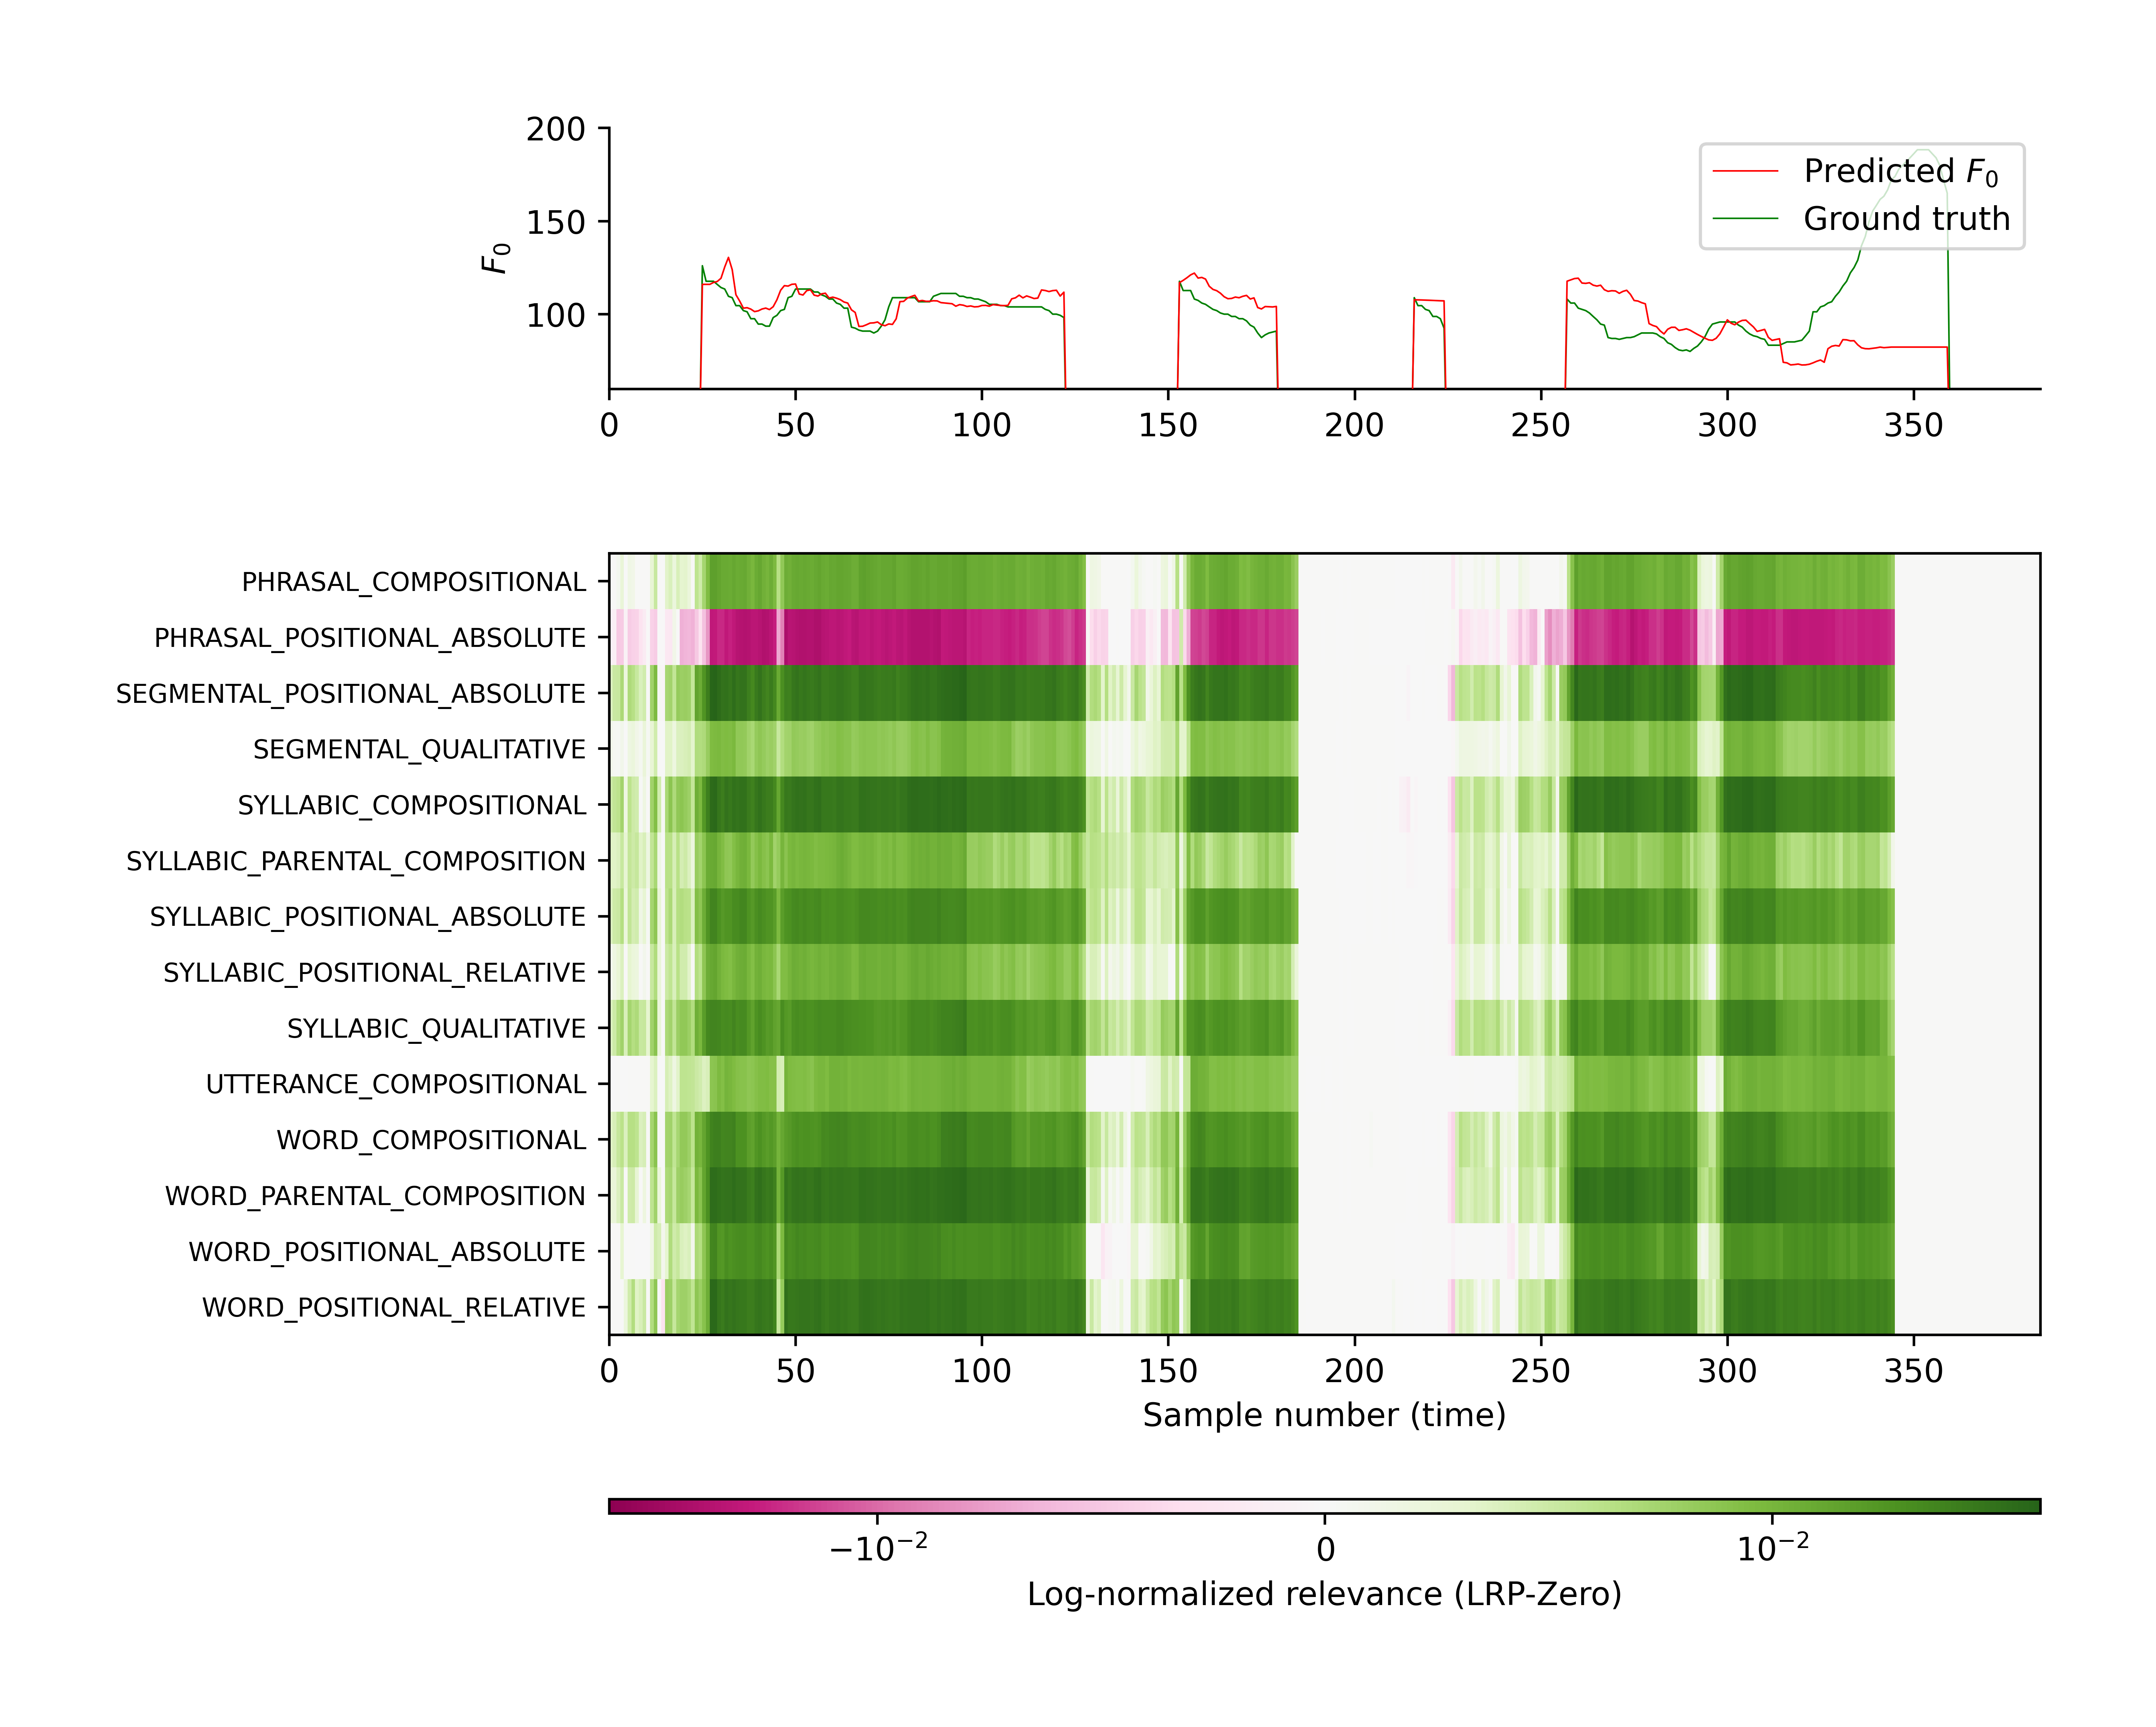 200
150
100
F₀
Predicted F₀
Ground truth
0 50 100 150 200 250 300 350
PHRASAL_COMPOSITIONAL
PHRASAL_POSITIONAL_ABSOLUTE
SEGMENTAL_POSITIONAL_ABSOLUTE
SEGMENTAL_QUALITATIVE
SYLLABIC_COMPOSITIONAL
SYLLABIC_PARENTAL_COMPOSITION
SYLLABIC_POSITIONAL_ABSOLUTE
SYLLABIC_POSITIONAL_RELATIVE
SYLLABIC_QUALITATIVE
UTTERANCE_COMPOSITIONAL
WORD_COMPOSITIONAL
WORD_PARENTAL_COMPOSITION
WORD_POSITIONAL_ABSOLUTE
WORD_POSITIONAL_RELATIVE
0 50 100 150 200 250 300 350
Sample number (time)
−10⁻² 0 10⁻²
Log-normalized relevance (LRP-Zero)